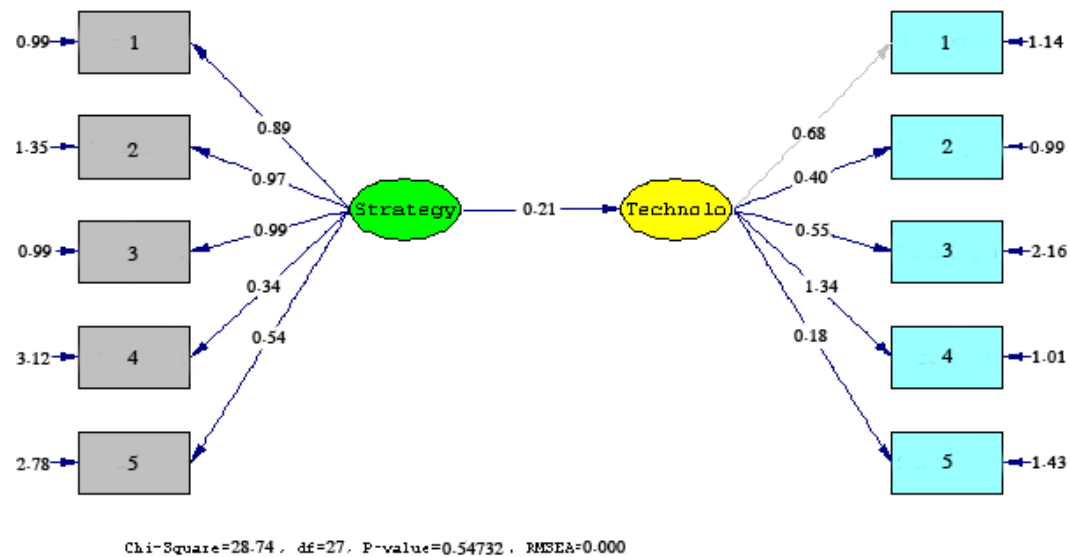 0.99 1 0.89 0.68 1 1.14
1.35 2 0.97 0.40 2 0.99
Strategy 0.21 Technolo
0.99 3 0.99 0.55 3 2.16
0.34 1.34
3.12 4 0.54 0.18 4 1.01
2.78 5 5 1.43
Chi-Square=28.74, df=27, P-value=0.54732, RMSEA=0.000